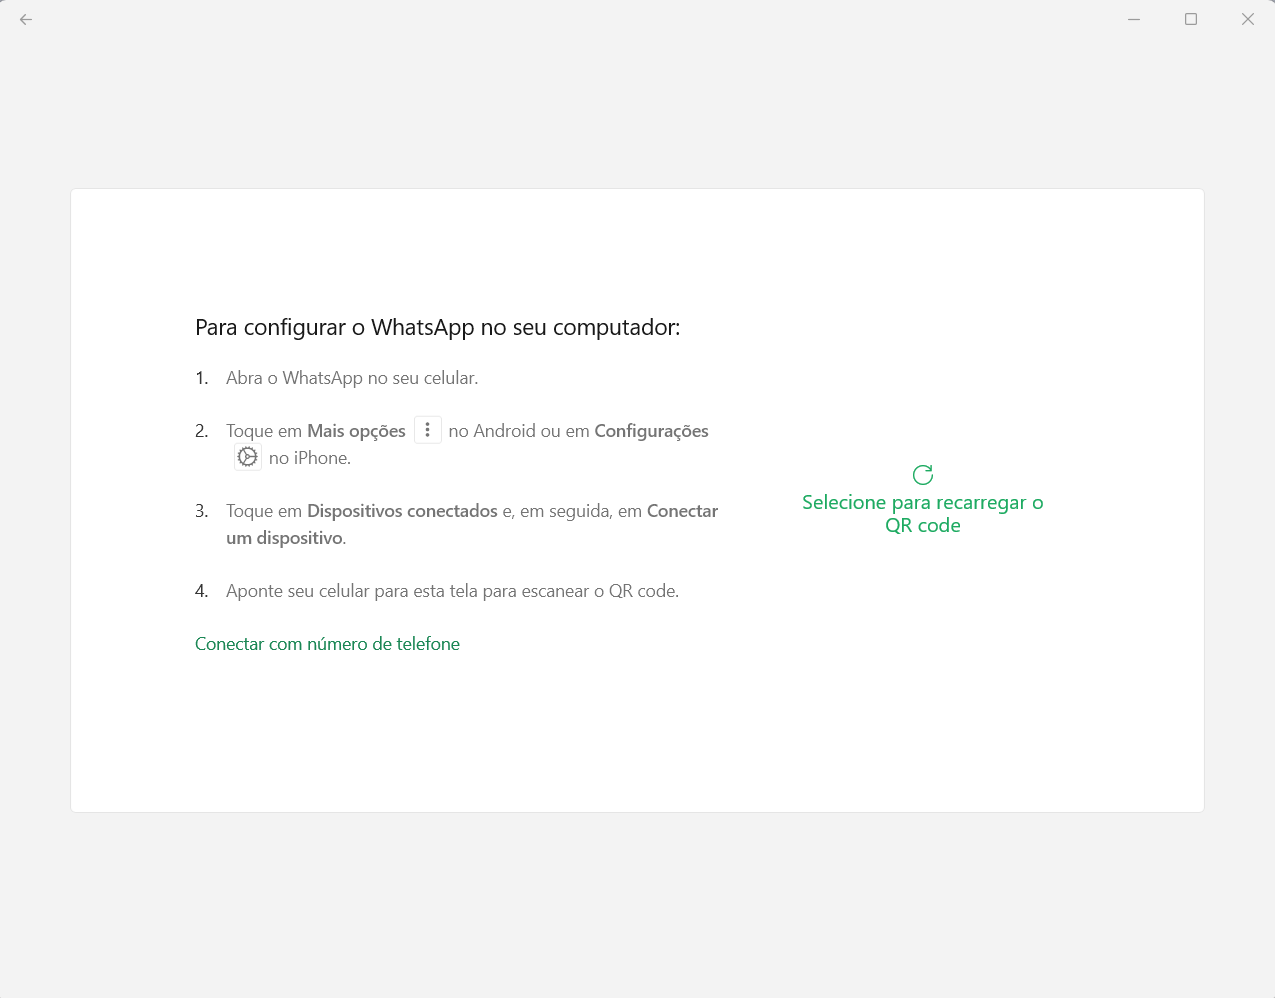 Para configurar o WhatsApp no seu computador:
1. Abra o WhatsApp no seu celular.
2. Toque em Mais opções no Android ou em Configurações
no iPhone.
3. Toque em Dispositivos conectados e, em seguida, em Conectar
um dispositivo.
4. Aponte seu celular para esta tela para escanear o QR code.
Conectar com número de telefone
Selecione para recarregar o
QR code